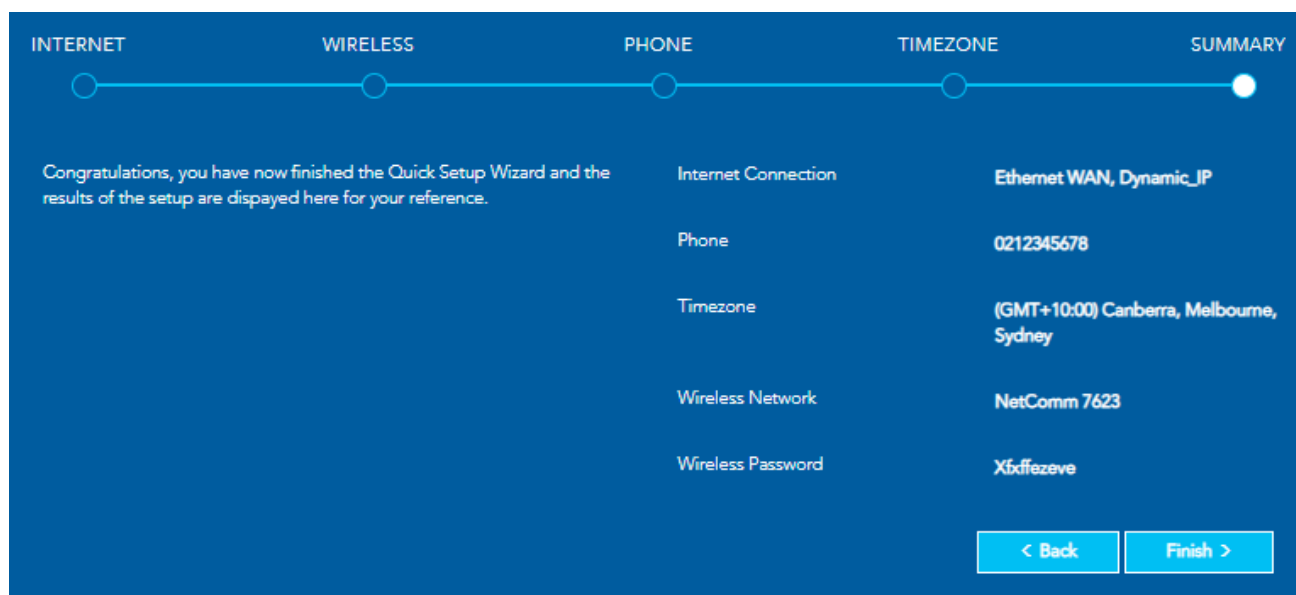 INTERNET WIRELESS PHONE TIMEZONE SUMMARY
Congratulations, you have now finished the Quick Setup Wizard and the
results of the setup are dispayed here for your reference.
Internet Connection Ethernet WAN, Dynamic_IP
Phone 0212345678
Timezone (GMT+10:00) Canberra, Melbourne,
Sydney
Wireless Network NetComm 7623
Wireless Password Xfxffezeve
< Back Finish >